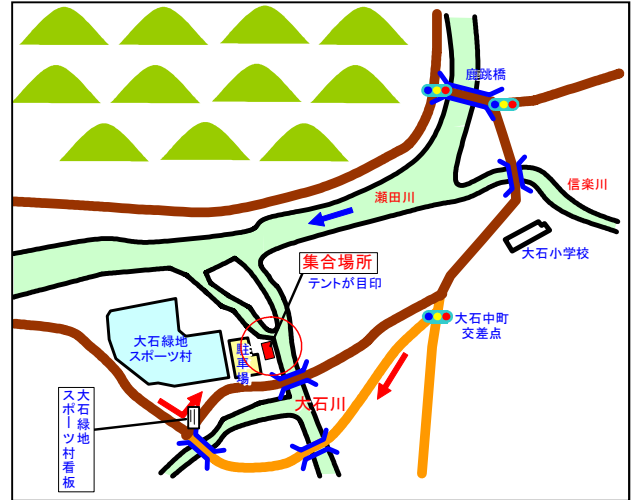 鹿跳橋
信楽川
瀬田川
大石小学校
集合場所
テントが目印
大石中町
交差点
大石緑地
スポーツ村
駐車場
大石川
大石緑地
スポーツ村看板